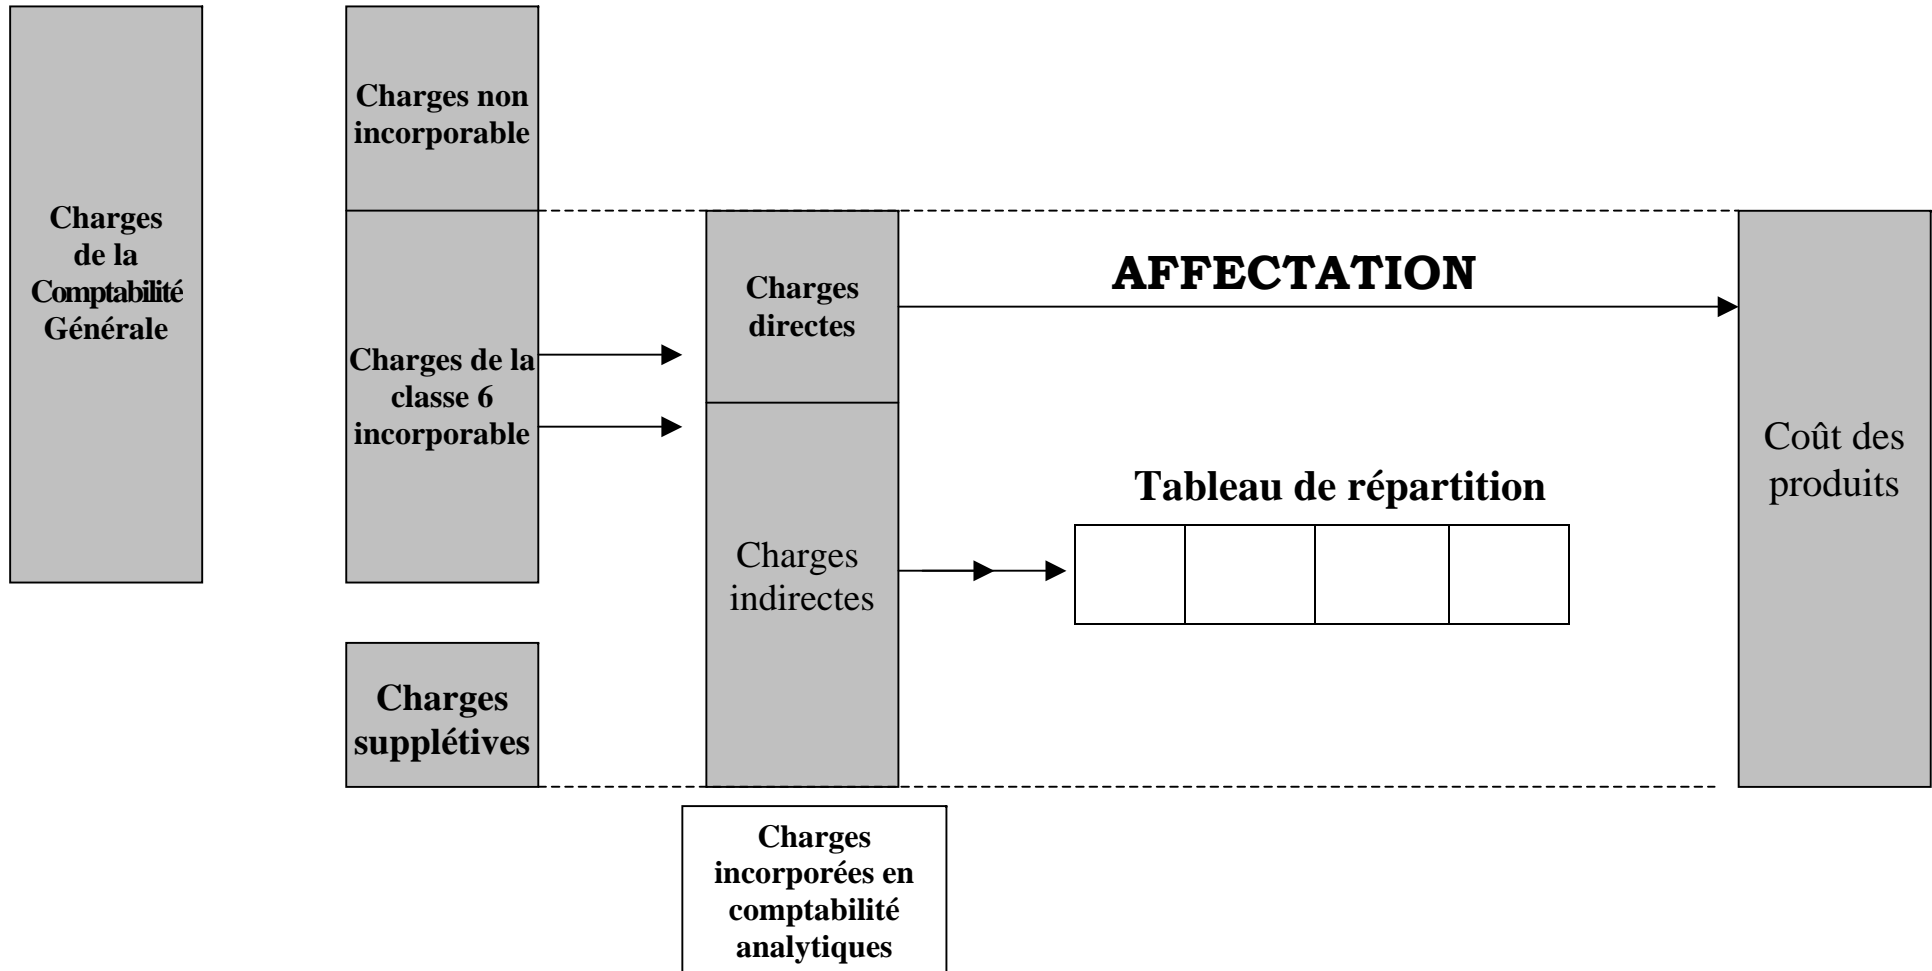 Charges
de la
Comptabilité
Générale
Charges non
incorporable
Charges de la
classe 6
incorporable
Charges
supplétives
Charges
directes
Charges
indirectes
Charges
incorporées en
comptabilité
analytiques
AFFECTATION
Tableau de répartition
Coût des
produits